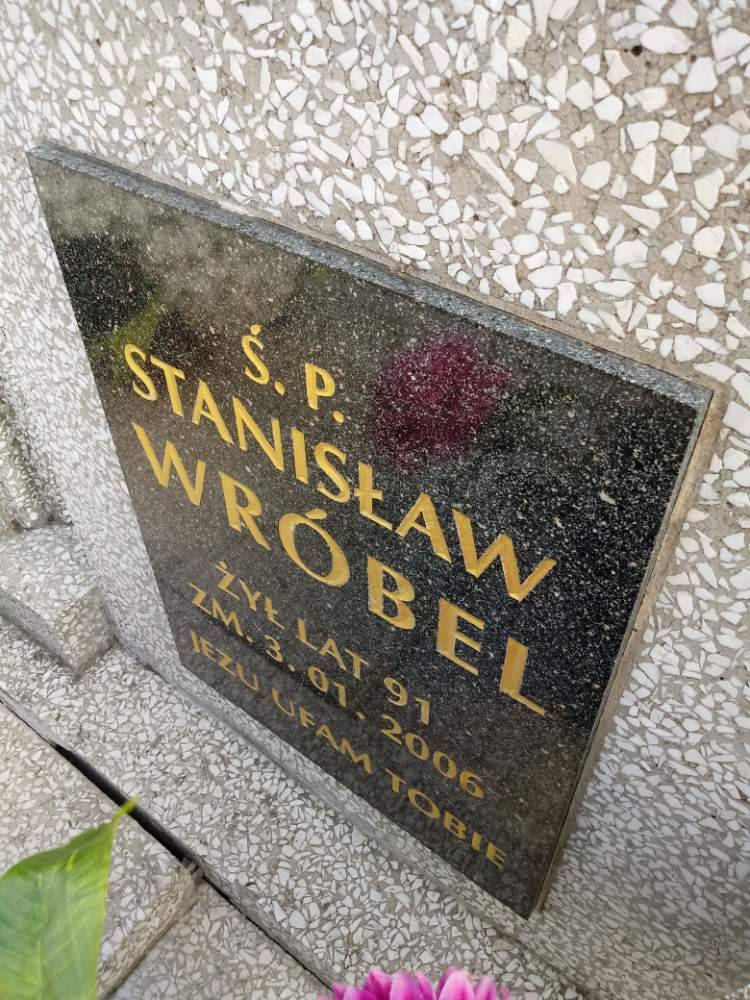 Ś. P.
STANISŁAW
WRÓBEL
ŻYŁ LAT 91
ZM. 3. 01. 2006
JEZU UFAM TOBIE